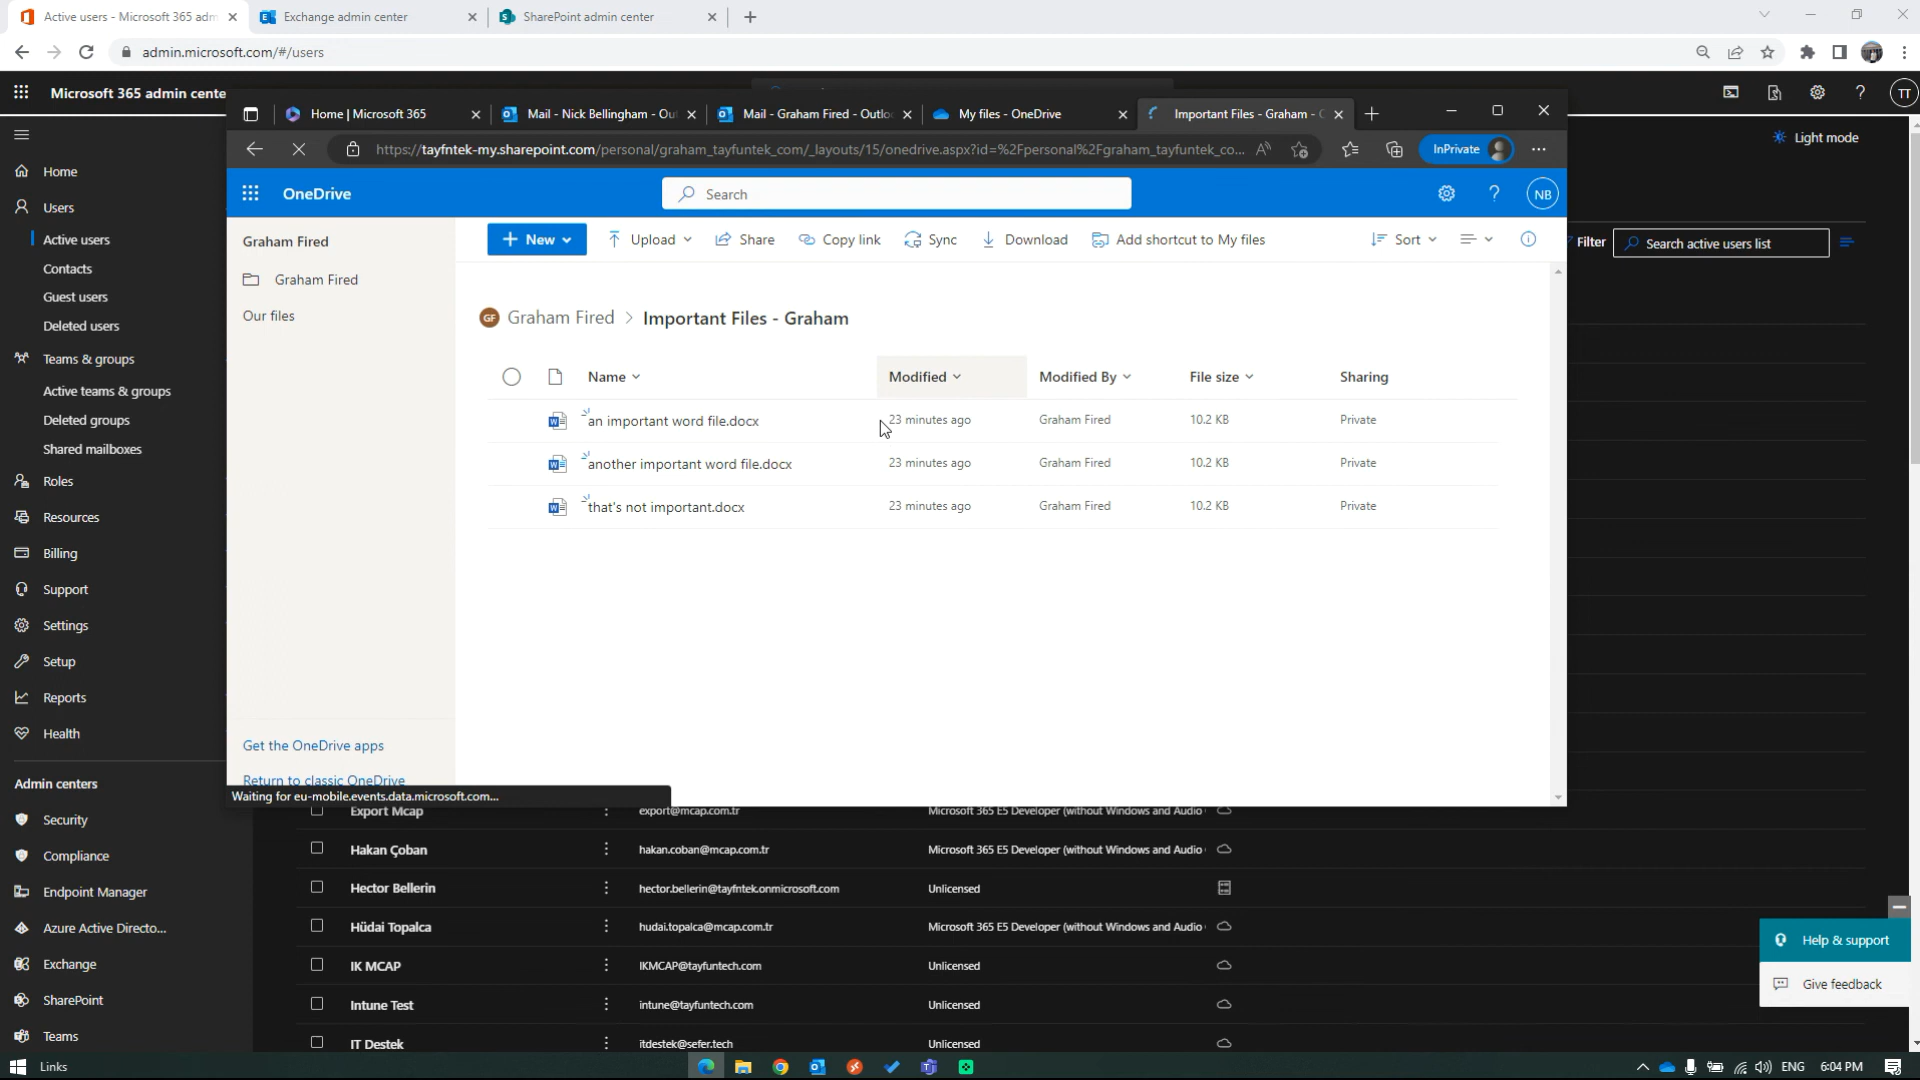 Active users - Microsoft 365 adm
Exchange admin center
SharePoint admin center
admin.microsoft.com/#/users
Microsoft 365 admin cente
TT
Home | Microsoft 365
Mail - Nick Bellingham - Out
Mail - Graham Fired - Outlo
My files - OneDrive
Important Files - Graham - O
https://tayfntek-my.sharepoint.com/personal/graham_tayfuntek_com/_layouts/15/onedrive.aspx?id=%2Fpersonal%2Fgraham_tayfuntek_co...
InPrivate
Light mode
OneDrive
Search
NB
Home
Users
Active users
Contacts
Guest users
Deleted users
Teams & groups
Active teams & groups
Deleted groups
Shared mailboxes
Roles
Resources
Billing
Support
Settings
Setup
Reports
Health
Admin centers
Security
Compliance
Endpoint Manager
Azure Active Directo...
Exchange
SharePoint
Teams
Graham Fired
Graham Fired
Our files
Get the OneDrive apps
Return to classic OneDrive
Waiting for eu-mobile.events.data.microsoft.com...
New
Upload
Share
Copy link
Sync
Download
Add shortcut to My files
Sort
Filter
Search active users list
GF Graham Fired > Important Files - Graham
Name Modified Modified By File size Sharing
an important word file.docx 23 minutes ago Graham Fired 10.2 KB Private
another important word file.docx 23 minutes ago Graham Fired 10.2 KB Private
that's not important.docx 23 minutes ago Graham Fired 10.2 KB Private
Export Mcap export@mcap.com.tr Microsoft 365 E5 Developer (without Windows and Audio
Hakan Çoban hakan.coban@mcap.com.tr Microsoft 365 E5 Developer (without Windows and Audio
Hector Bellerin hector.bellerin@tayfntek.onmicrosoft.com Unlicensed
Hüdai Topalca hudai.topalca@mcap.com.tr Microsoft 365 E5 Developer (without Windows and Audio
IK MCAP IKMCAP@tayfuntech.com Unlicensed
Intune Test intune@tayfuntech.com Unlicensed
IT Destek itdestek@sefer.tech Unlicensed
Help & support
Give feedback
Links
ENG
6:04 PM